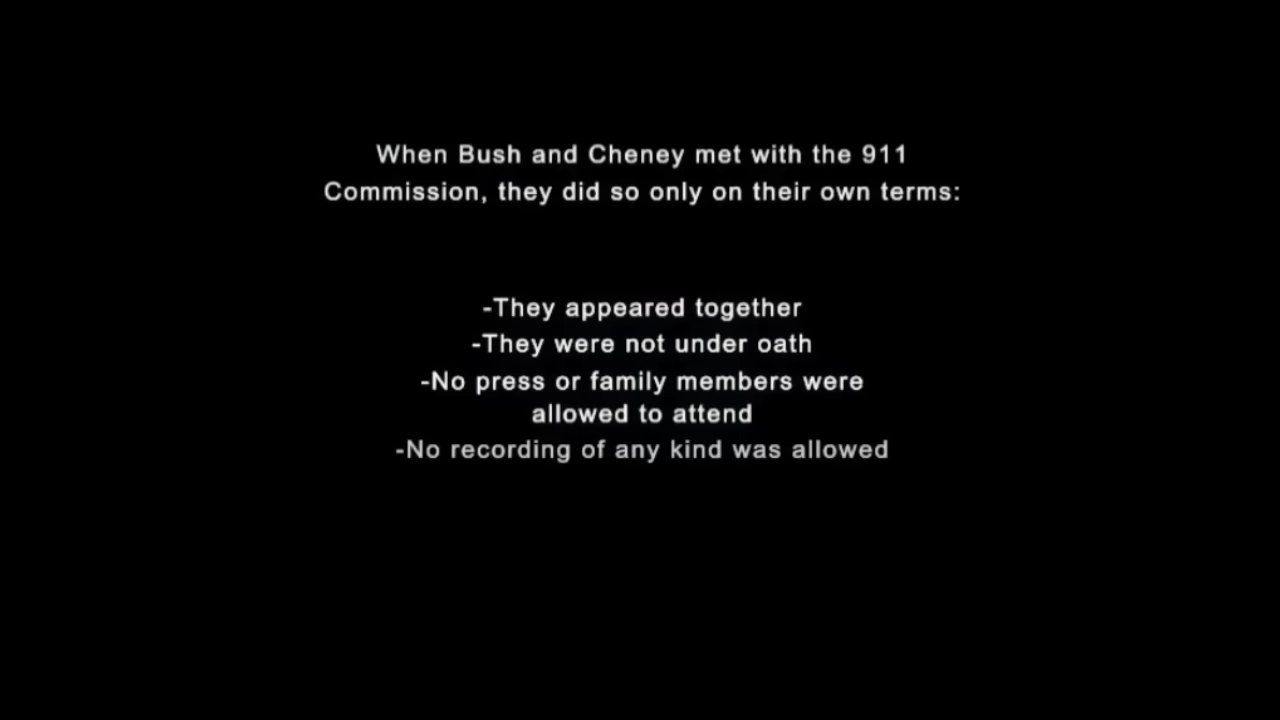 When Bush and Cheney met with the 911
Commission, they did so only on their own terms:
-They appeared together
-They were not under oath
-No press or family members were
allowed to attend
-No recording of any kind was allowed